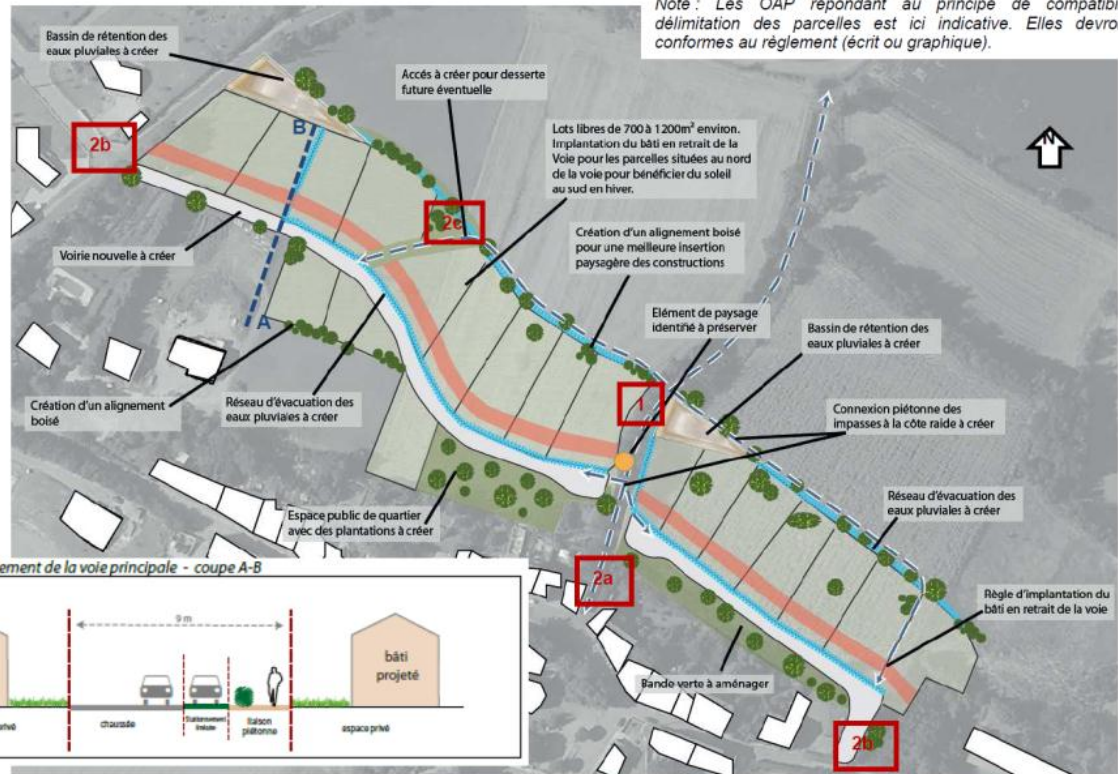 Note : Les OAP répondant au principe de compatibi
délimitation des parcelles est ici indicative. Elles devro
conformes au règlement (écrit ou graphique).
Bassin de rétention des
eaux pluviales à créer
Accés à créer pour desserte
future éventuelle
Lots libres de 700 à 1200m² environ.
Implantation du bâti en retrait de la
Voie pour les parcelles situées au nord
de la voie pour bénéficier du soleil
au sud en hiver.
N
B
2b
2c
Création d'un alignement boisé
pour une meilleure insertion
paysagère des constructions
Voirie nouvelle à créer
Elément de paysage
identifié à préserver
Bassin de rétention des
eaux pluviales à créer
A
Création d'un alignement
boisé
Réseau d'évacuation des
eaux pluviales à créer
1
Connexion piétonne des
impasses à la côte raide à créer
Réseau d'évacuation des
eaux pluviales à créer
Espace public de quartier
avec des plantations à créer
2a
Règle d'implantation du
bâti en retrait de la voie
Bande verte à aménager
2b
ement de la voie principale - coupe A-B
9 m
bâti
projeté
ivé
chaussée
Stationnement
linéaire
liaison
piétonne
espace privé